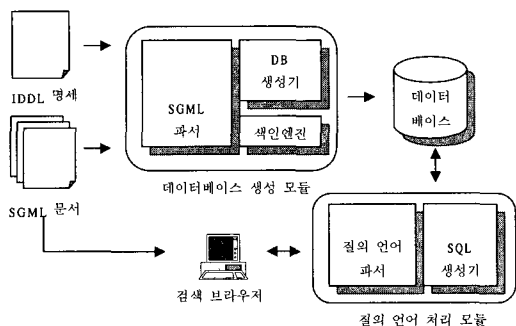 IDDL 명세
SGML 문서
SGML
파서
DB
생성기
색인엔진
데이터베이스 생성 모듈
데이터
베이스
검색 브라우저
질의 언어
파서
SQL
생성기
질의 언어 처리 모듈